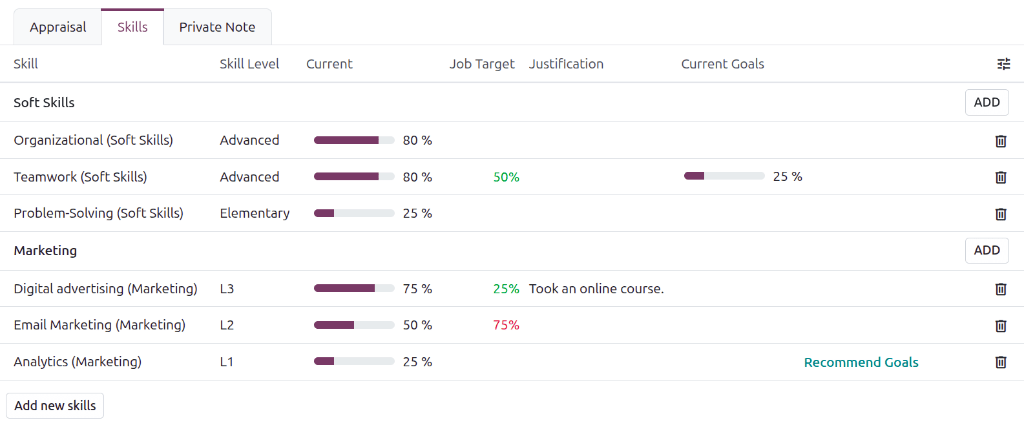 Appraisal Skills Private Note
Skill Skill Level Current Job Target Justification Current Goals
Soft Skills ADD
Organizational (Soft Skills) Advanced 80 %
Teamwork (Soft Skills) Advanced 80 % 50% 25 %
Problem-Solving (Soft Skills) Elementary 25 %
Marketing ADD
Digital advertising (Marketing) L3 75 % 25% Took an online course.
Email Marketing (Marketing) L2 50 % 75%
Analytics (Marketing) L1 25 % Recommend Goals
Add new skills